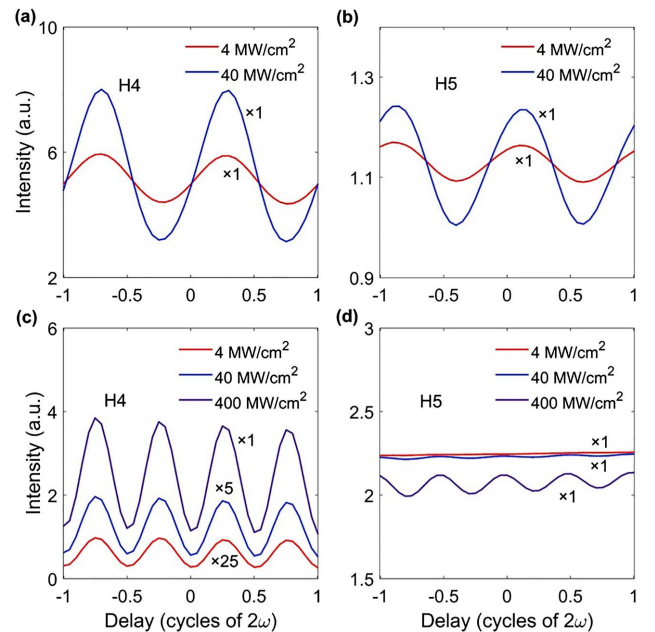 (a)
10
6
2
Intensity (a.u.)
4 MW/cm²
40 MW/cm²
H4
×1
×1
-1 -0.5 0 0.5 1
(b)
1.3
1.1
0.9
4 MW/cm²
40 MW/cm²
H5
×1
×1
-1 -0.5 0 0.5 1
(c)
6
4
2
0
Intensity (a.u.)
4 MW/cm²
40 MW/cm²
400 MW/cm²
H4
×1
×5
×25
-1 -0.5 0 0.5 1
Delay (cycles of 2ω)
(d)
3
2.5
2
1.5
4 MW/cm²
40 MW/cm²
400 MW/cm²
H5
×1
×1
×1
-1 -0.5 0 0.5 1
Delay (cycles of 2ω)